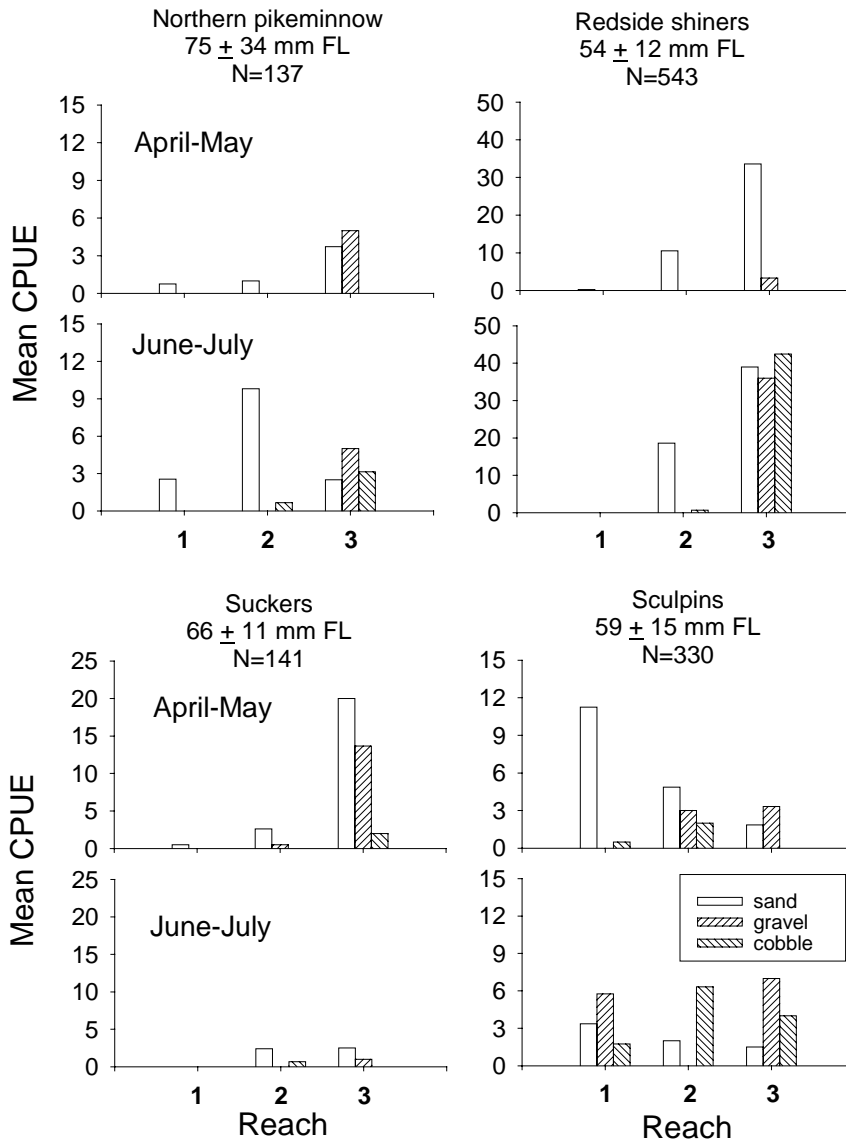 Northern pikeminnow
75 ± 34 mm FL
N=137
Redside shiners
54 ± 12 mm FL
N=543
Mean CPUE
15
12
9
6
3
0
April-May
50
40
30
20
10
0
15
12
9
6
3
0
June-July
1
2
3
50
40
30
20
10
0
1
2
3
Suckers
66 ± 11 mm FL
N=141
Sculpins
59 ± 15 mm FL
N=330
Mean CPUE
25
20
15
10
5
0
April-May
15
12
9
6
3
0
25
20
15
10
5
0
June-July
1
2
3
Reach
15
12
9
6
3
0
sand
gravel
cobble
1
2
3
Reach